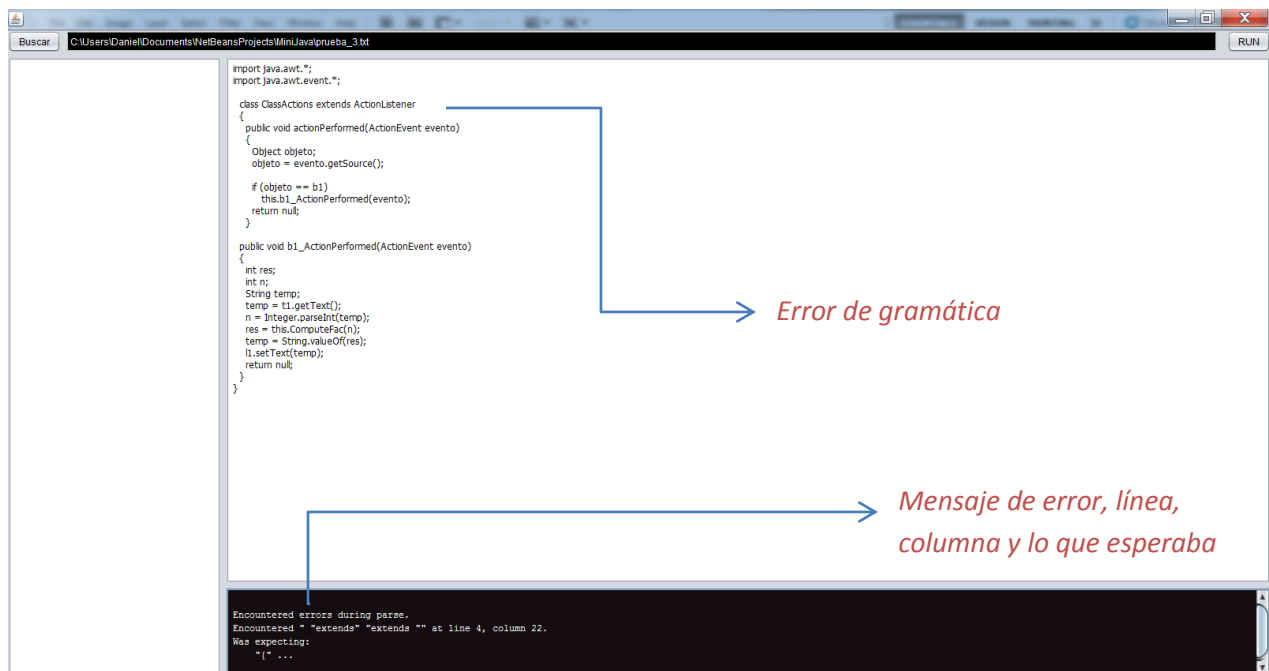 Buscar C:\Users\Daniel\Documents\NetBeansProjects\MiniJava\prueba_3.txt RUN
import java.awt.*;
import java.awt.event.*;
class ClassActions extends ActionListener
{
public void actionPerformed(ActionEvent evento)
{
Object objeto;
objeto = evento.getSource();
if (objeto == b1)
this.b1_ActionPerformed(evento);
return null;
}
public void b1_ActionPerformed(ActionEvent evento)
{
int res;
int n;
String temp;
temp = t1.getText();
n = Integer.parseInt(temp);
res = this.ComputeFac(n);
temp = String.valueOf(res);
l1.setText(temp);
return null;
}
}
Error de gramática
Mensaje de error, línea,
columna y lo que esperaba
Encountered errors during parse.
Encountered " "extends" "extends "" at line 4, column 22.
Was expecting:
"{" ...